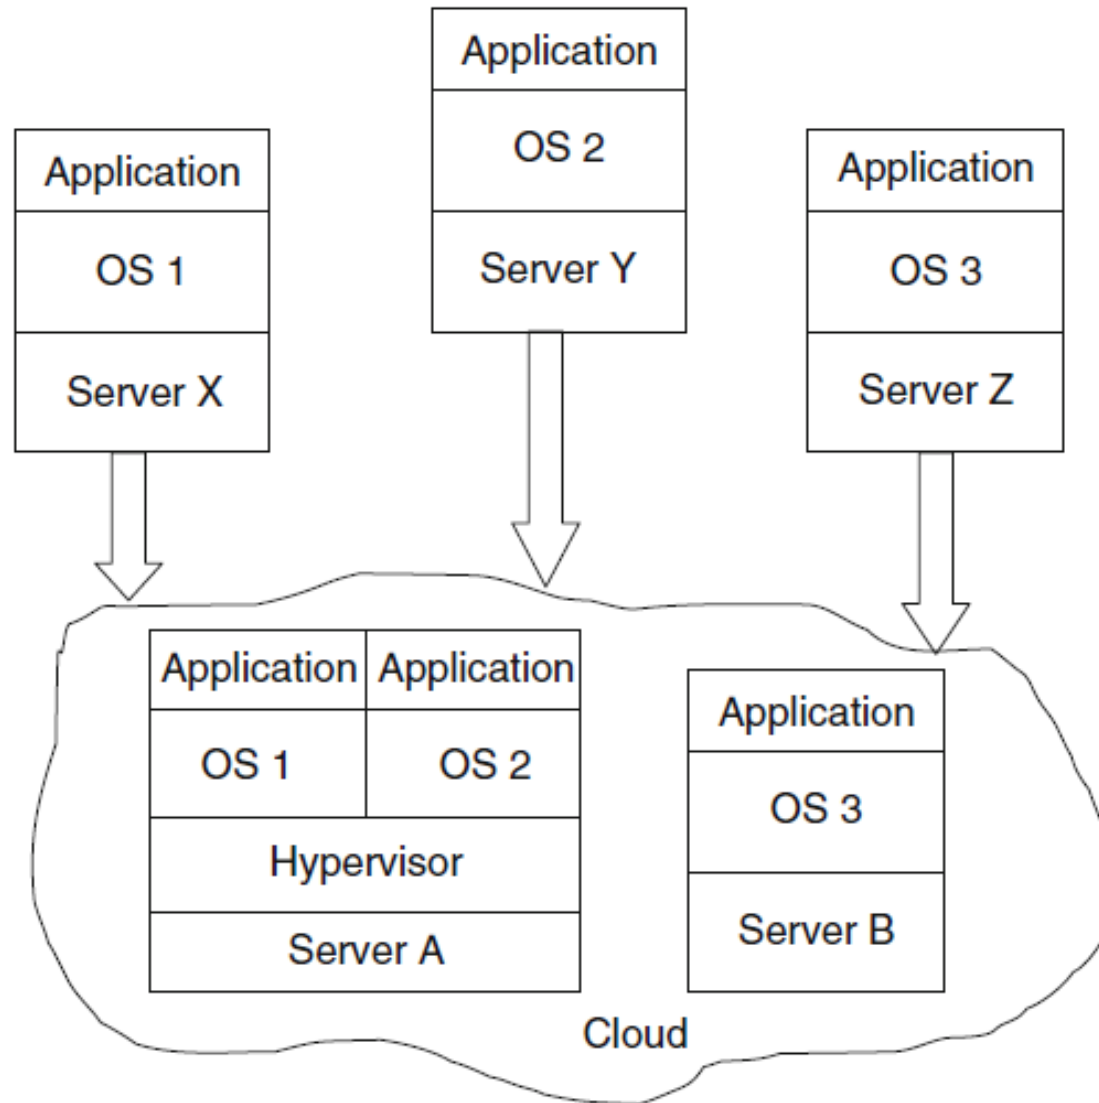 Application
OS 2
Server Y
Application
OS 1
Server X
Application
OS 3
Server Z
Application Application
OS 1 OS 2
Hypervisor
Server A
Application
OS 3
Server B
Cloud